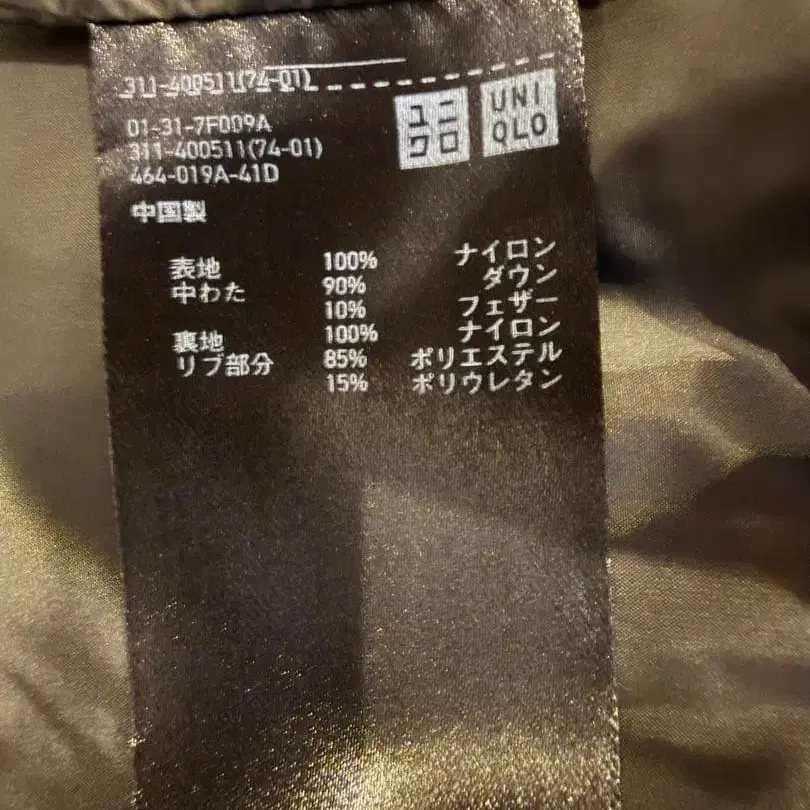 311-400511(74-01)
01-31-7F009A
311-400511(74-01)
464-019A-41D
ユニ
クロ
UNI
QLO
中国製
表地 100% ナイロン
中わた 90% ダウン
10% フェザー
裏地 100% ナイロン
リブ部分 85% ポリエステル
15% ポリウレタン